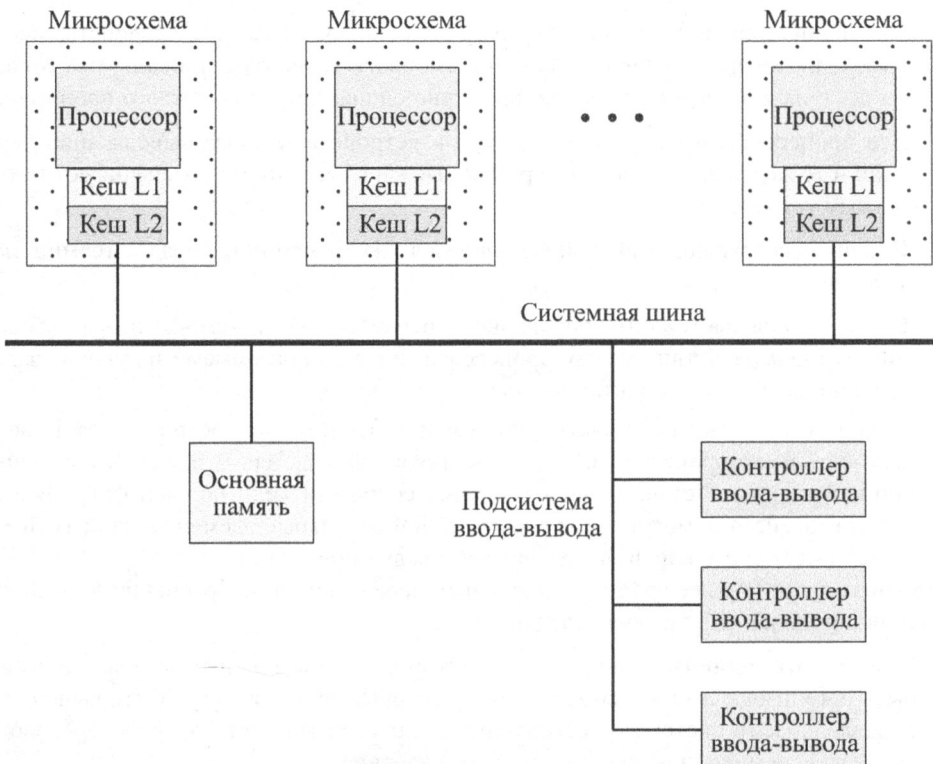 Микросхема
Микросхема
Микросхема
Процессор
Процессор
Процессор
Кеш L1
Кеш L1
Кеш L1
Кеш L2
Кеш L2
Кеш L2
Системная шина
Основная
память
Подсистема
ввода-вывода
Контроллер
ввода-вывода
Контроллер
ввода-вывода
Контроллер
ввода-вывода